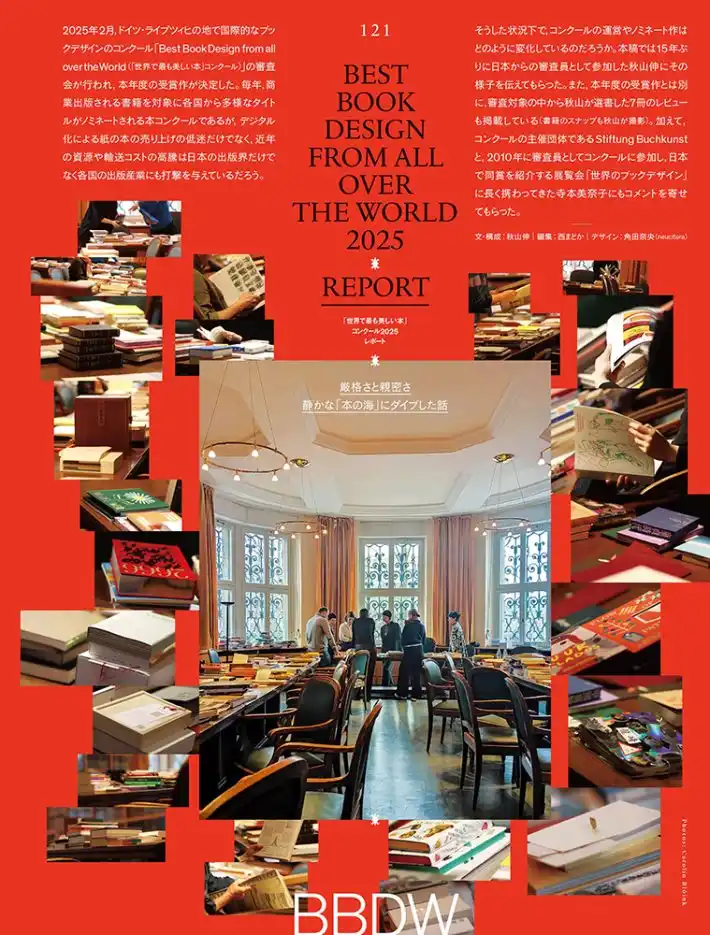 121
2025年2月、ドイツ・ライプツィヒの地で国際的なブッ
クデザインのコンクール「Best Book Design from all
over the World（「世界で最も美しい本」コンクール）」の審査
会が行われ、本年度の受賞作が決定した。毎年、商
業出版される書籍を対象に各国から多様なタイト
ルがノミネートされる本コンクールであるが、デジタル
化による紙の本の売り上げの低迷だけでなく、近年
の資源や輸送コストの高騰は日本の出版界だけで
なく各国の出版産業にも打撃を与えているだろう。
そうした状況下で、コンクールの運営やノミネート作は
どのように変化しているのだろうか。本稿では15年ぶ
りに日本からの審査員として参加した秋山伸にその
様子を伝えてもらった。また、本年度の受賞作とは別
に、審査対象の中から秋山が選書した7冊のレビュー
も掲載している（書籍のスナップも秋山が撮影）。加えて、
コンクールの主催団体であるStiftung Buchkunst
と、2010年に審査員としてコンクールに参加し、日本
で同賞を紹介する展覧会「世界のブックデザイン」
に長く携わってきた寺本美奈子にもコメントを寄せ
てもらった。
文・構成：秋山伸｜編集：西まどか｜デザイン：角田奈央（neucitora）
BEST
BOOK
DESIGN
FROM ALL
OVER
THE WORLD
2025
REPORT
「世界で最も美しい本」
コンクール2025
レポート
厳格さと親密さ
静かな「本の海」にダイブした話
Photos: Carolin Blöink
BBDW